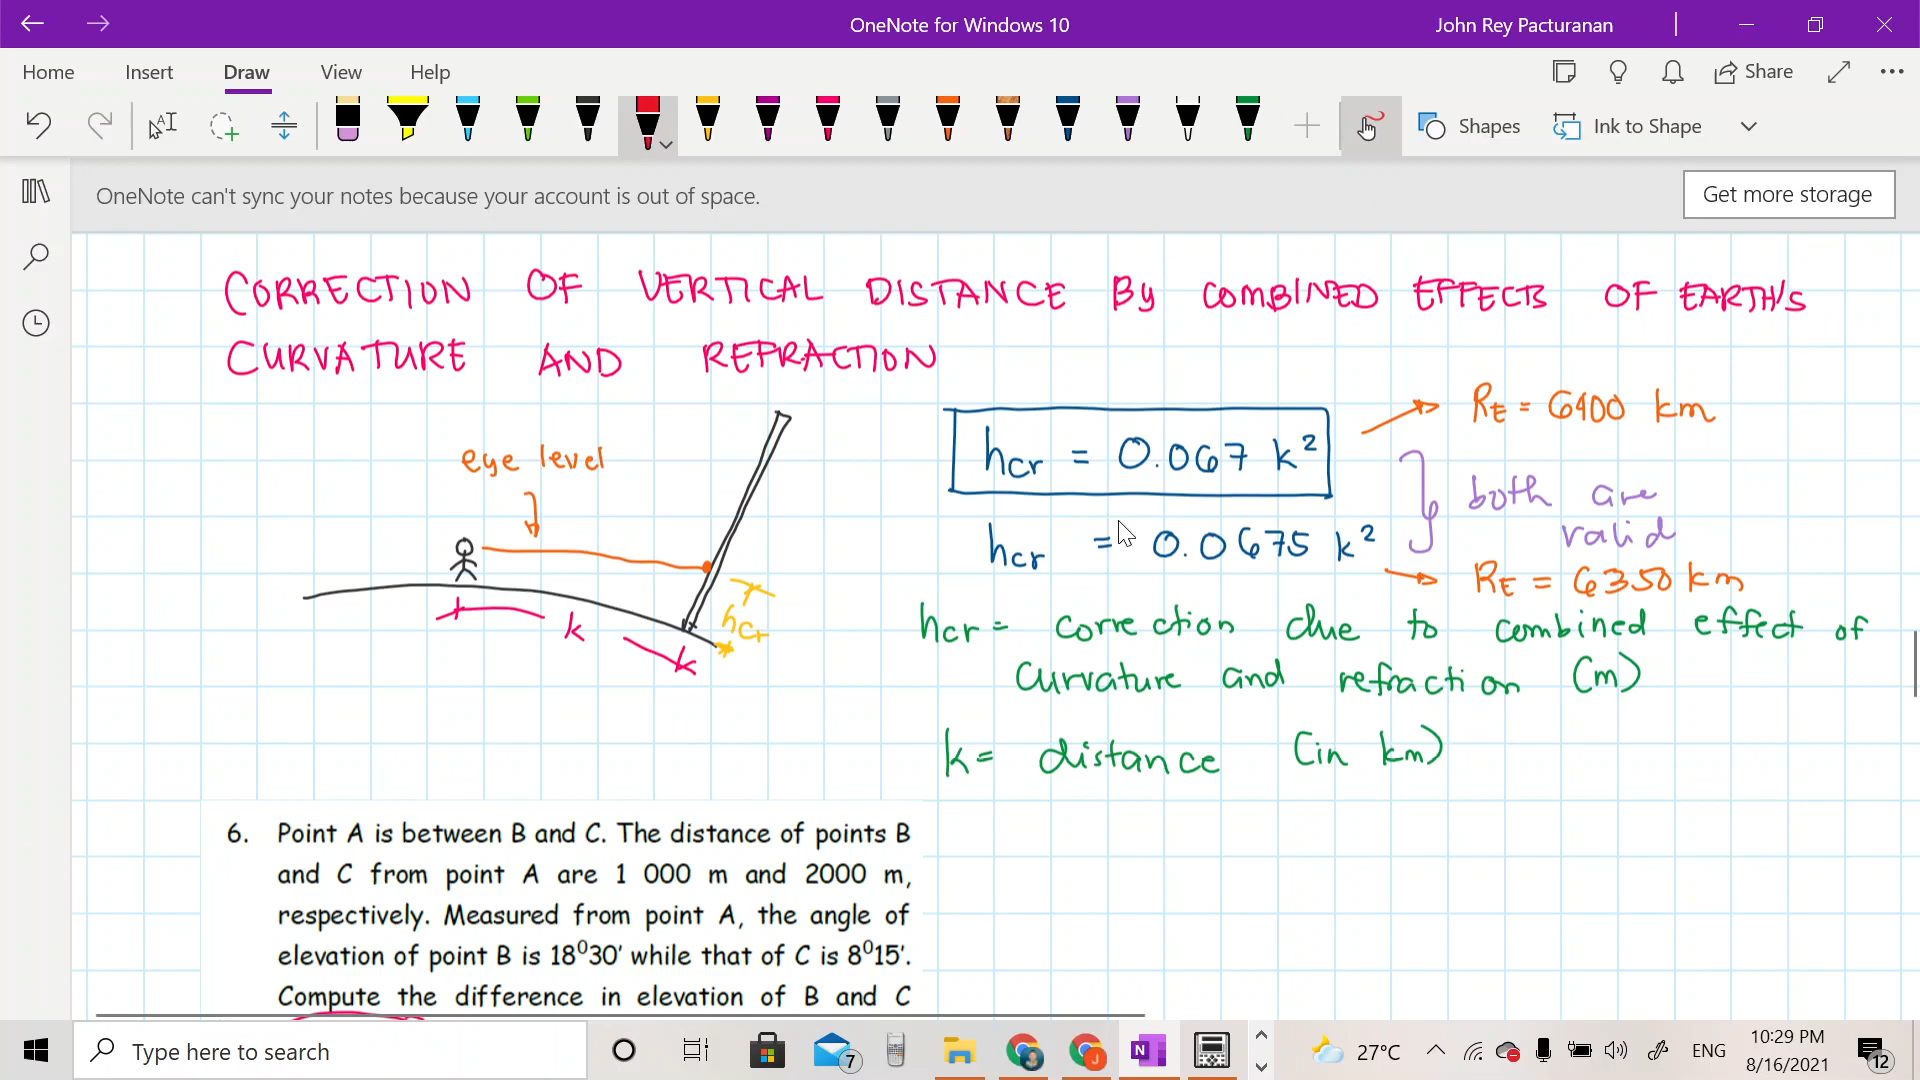 OneNote for Windows 10
John Rey Pacturanan
Home Insert Draw View Help
Share
Shapes
Ink to Shape
OneNote can't sync your notes because your account is out of space.
Get more storage
CORRECTION OF VERTICAL DISTANCE BY COMBINED EFFECTS OF EARTH'S
CURVATURE AND REFRACTION
eye level
k
hcr
hcr = 0.067 k²
hcr = 0.0675 k²
RE = 6400 km
both are
valid
RE = 6350 km
hcr = correction due to combined effect of
curvature and refraction (m)
k = distance (in km)
6. Point A is between B and C. The distance of points B
and C from point A are 1 000 m and 2000 m,
respectively. Measured from point A, the angle of
elevation of point B is 18⁰30' while that of C is 8⁰15'.
Compute the difference in elevation of B and C
Type here to search
7
27°C
ENG
10:29 PM
8/16/2021
12